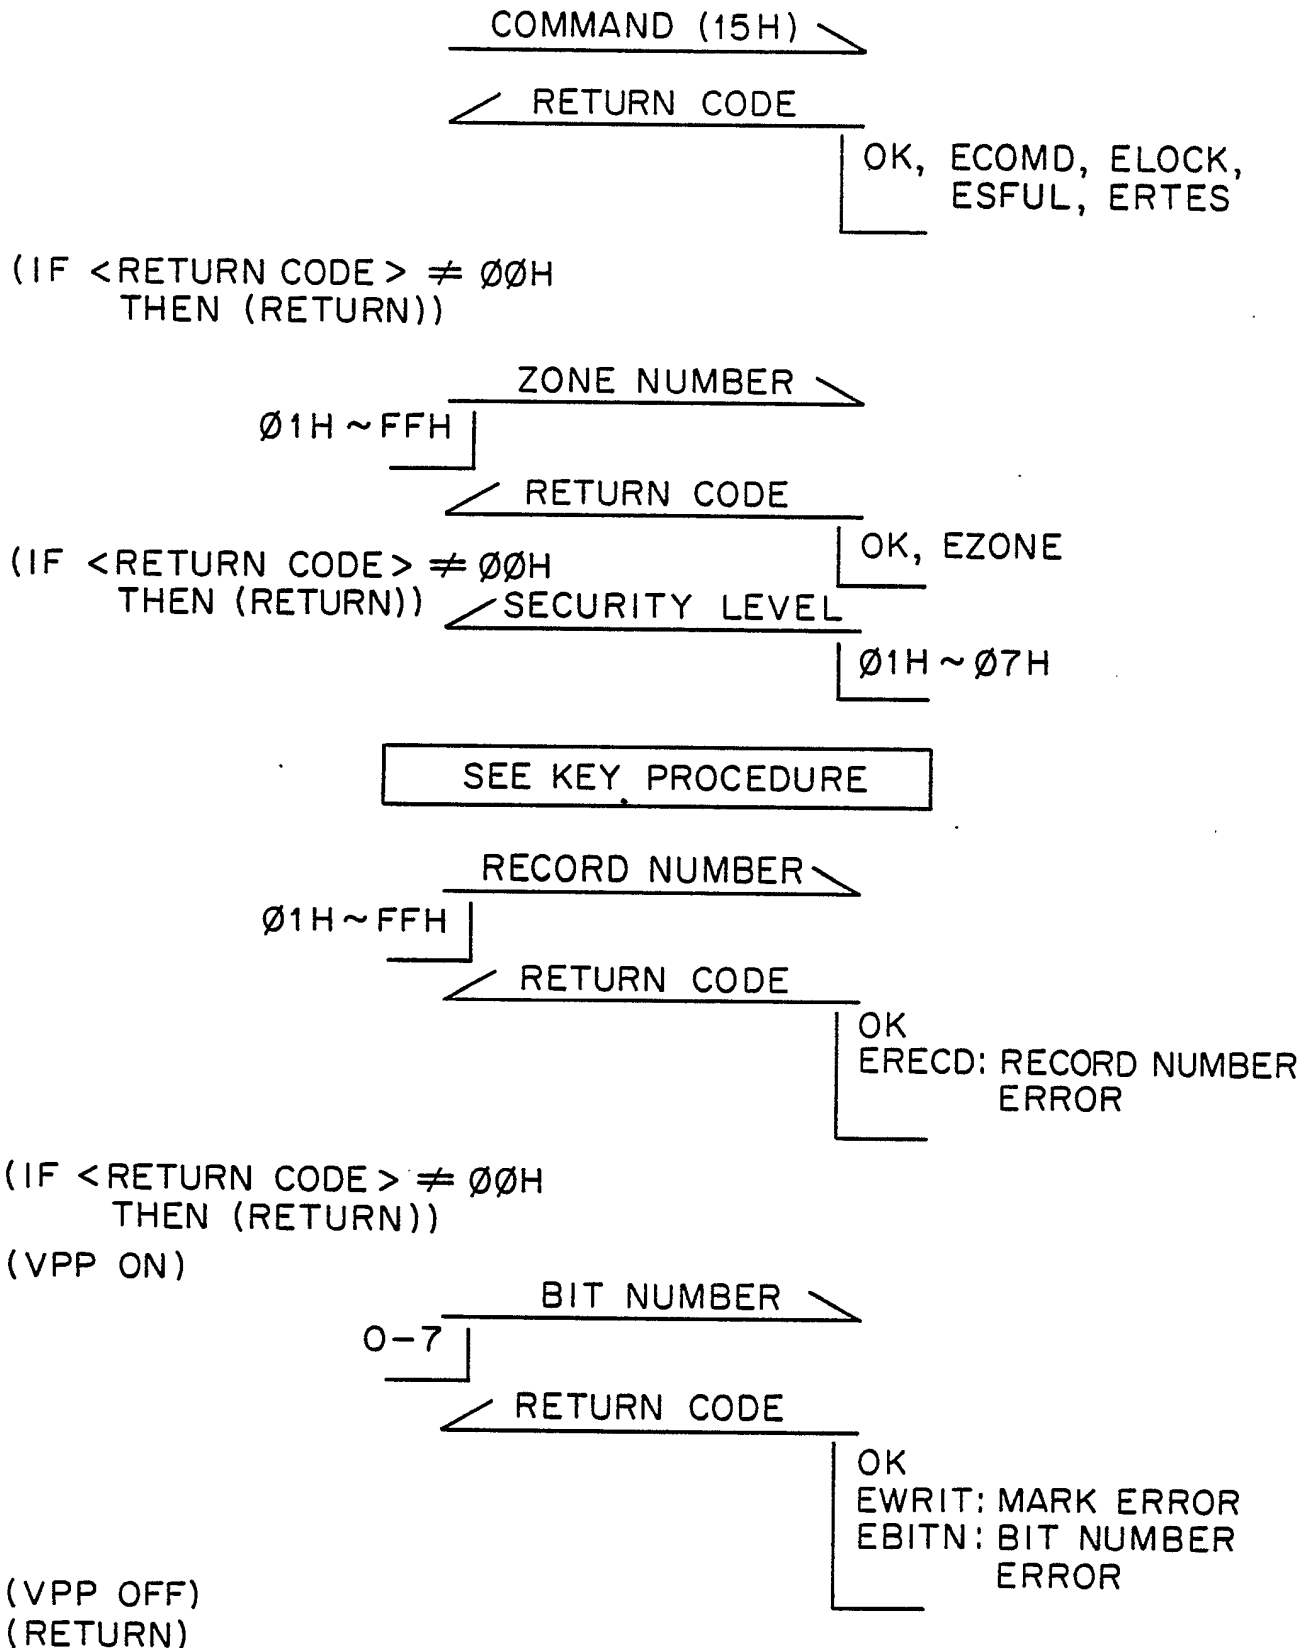 COMMAND (15H)
RETURN CODE
OK, ECOMD, ELOCK,
ESFUL, ERTES
(IF <RETURN CODE> ≠ ØØH
THEN (RETURN))
ZONE NUMBER
Ø1H ~ FFH
RETURN CODE
OK, EZONE
(IF <RETURN CODE> ≠ ØØH
THEN (RETURN))
SECURITY LEVEL
Ø1H ~ Ø7H
SEE KEY PROCEDURE
RECORD NUMBER
Ø1H ~ FFH
RETURN CODE
OK
ERECD: RECORD NUMBER
ERROR
(IF <RETURN CODE> ≠ ØØH
THEN (RETURN))
(VPP ON)
BIT NUMBER
0-7
RETURN CODE
OK
EWRIT: MARK ERROR
EBITN: BIT NUMBER
ERROR
(VPP OFF)
(RETURN)